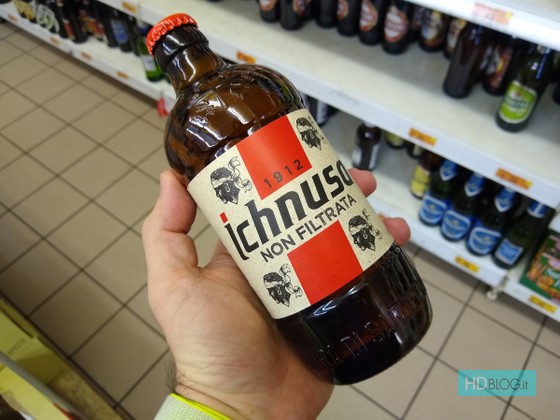 1912
ichnusa
NON FILTRATA
HDBLOG.it